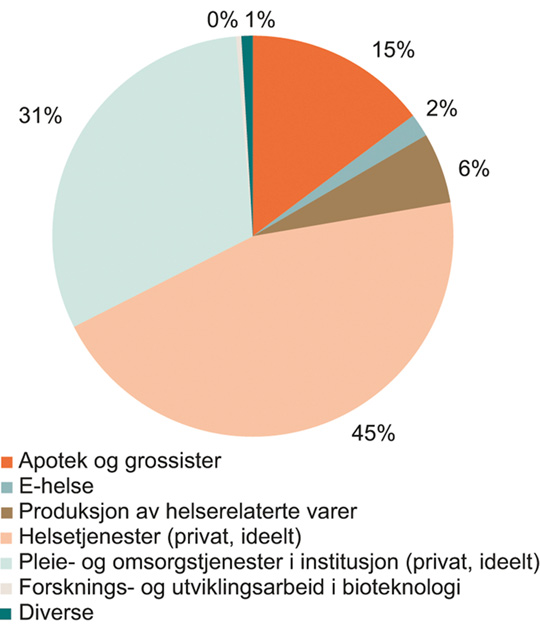 0% 1%
15%
2%
6%
31%
45%
Apotek og grossister
E-helse
Produksjon av helserelaterte varer
Helsetjenester (privat, ideelt)
Pleie- og omsorgstjenester i institusjon (privat, ideelt)
Forsknings- og utviklingsarbeid i bioteknologi
Diverse